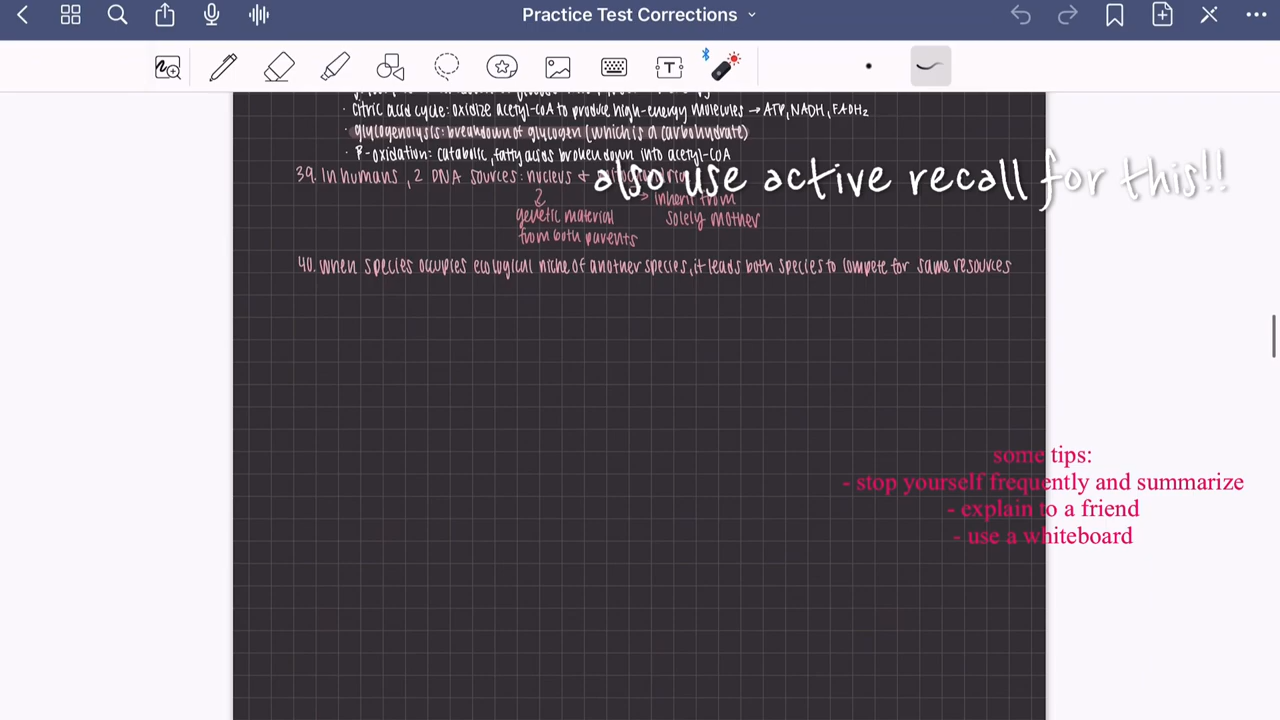 Practice Test Corrections
· Citric acid cycle: oxidize acetyl-CoA to produce high-energy molecules → ATP, NADH, FADH2
· glycogenolysis: breakdown of glycogen (which is a carbohydrate)
· β-oxidation: catabolic, fatty acids broken down into acetyl-CoA
also use active recall for this!!
39. In humans, 2 DNA sources: nucleus +
genetic material
from both parents
→ inherit from
solely mother
40. When species occupies ecological niche of another species, it leads both species to compete for same resources
some tips:
- stop yourself frequently and summarize
- explain to a friend
- use a whiteboard